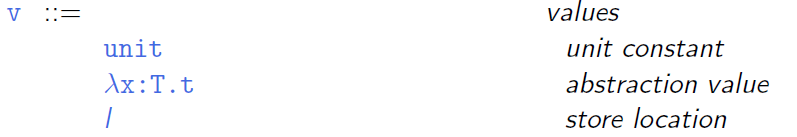 v ::= values
unit unit constant
λx:T.t abstraction value
l store location